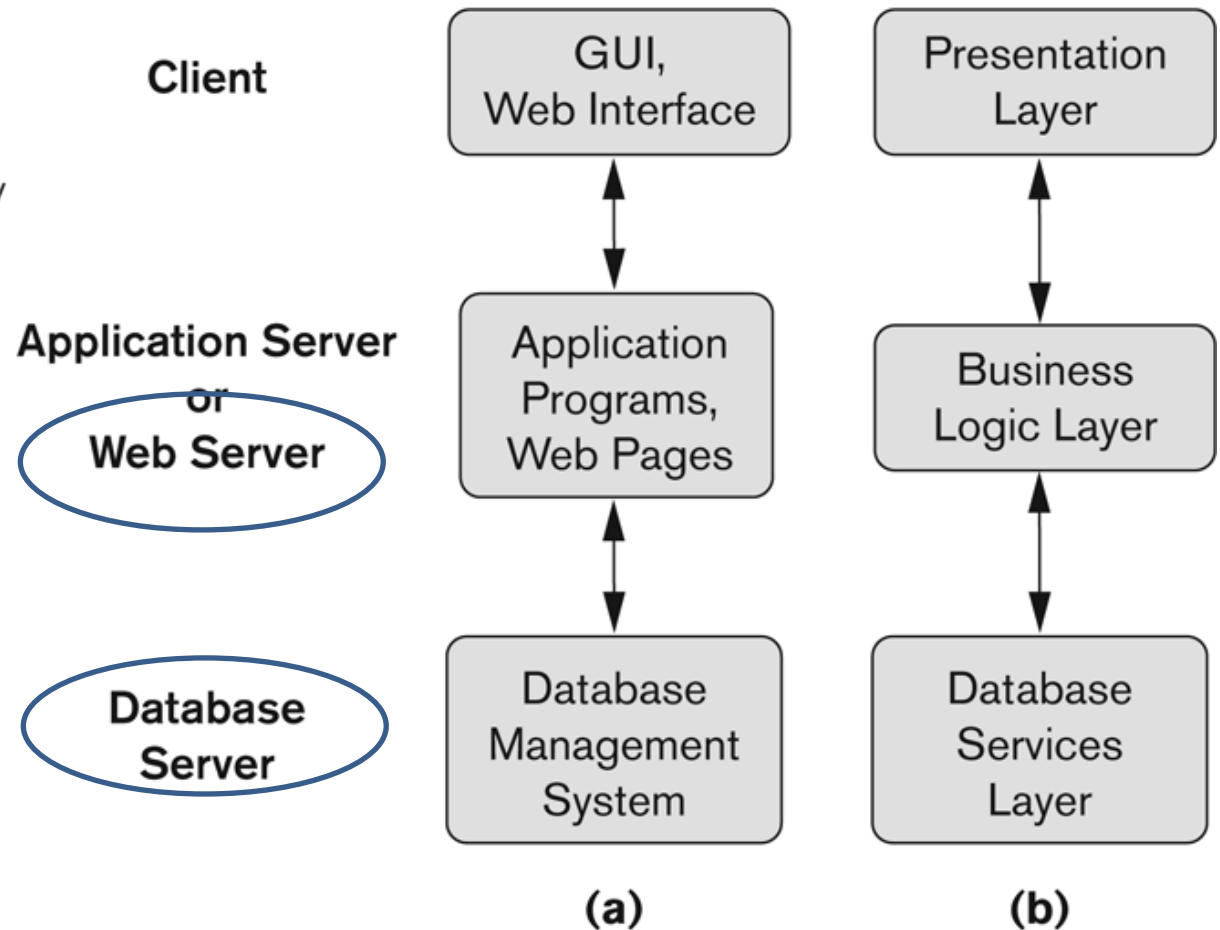 Client
GUI,
Web Interface
Presentation
Layer
Application Server
or
Web Server
Application
Programs,
Web Pages
Business
Logic Layer
Database
Server
Database
Management
System
Database
Services
Layer
(a)
(b)